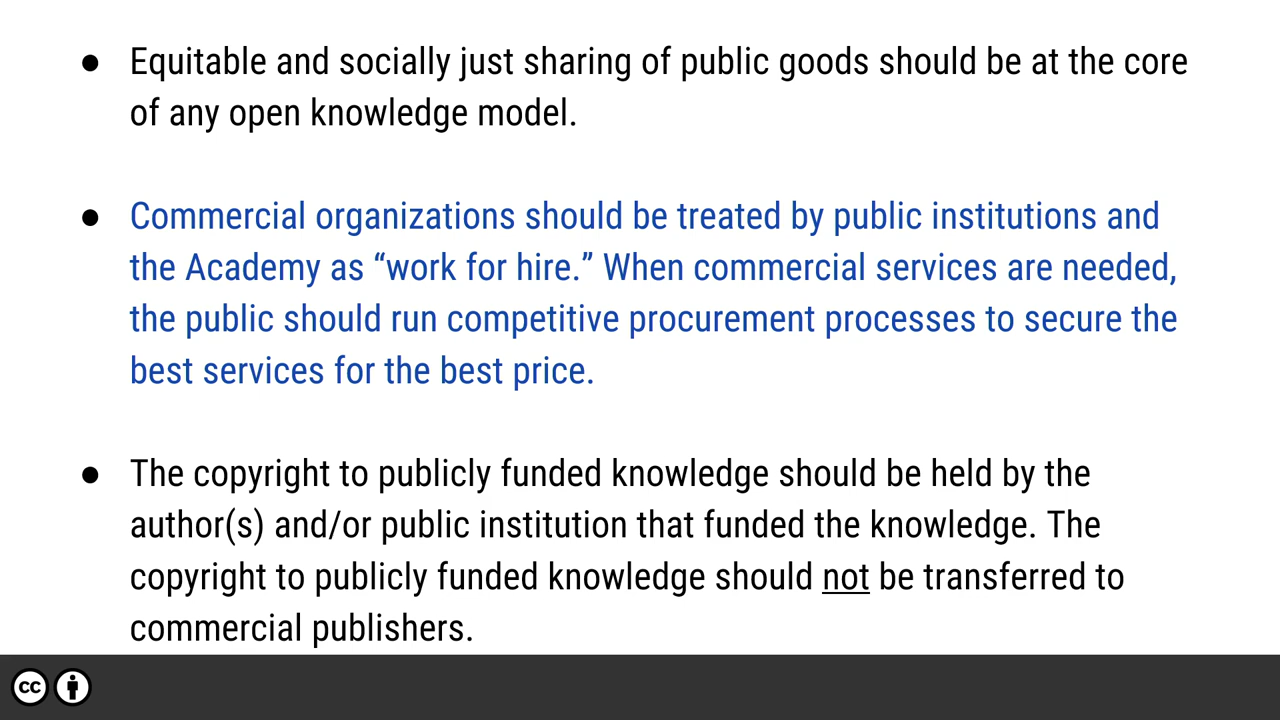 ● Equitable and socially just sharing of public goods should be at the core
of any open knowledge model.
● Commercial organizations should be treated by public institutions and
the Academy as “work for hire.” When commercial services are needed,
the public should run competitive procurement processes to secure the
best services for the best price.
● The copyright to publicly funded knowledge should be held by the
author(s) and/or public institution that funded the knowledge. The
copyright to publicly funded knowledge should not be transferred to
commercial publishers.
cc